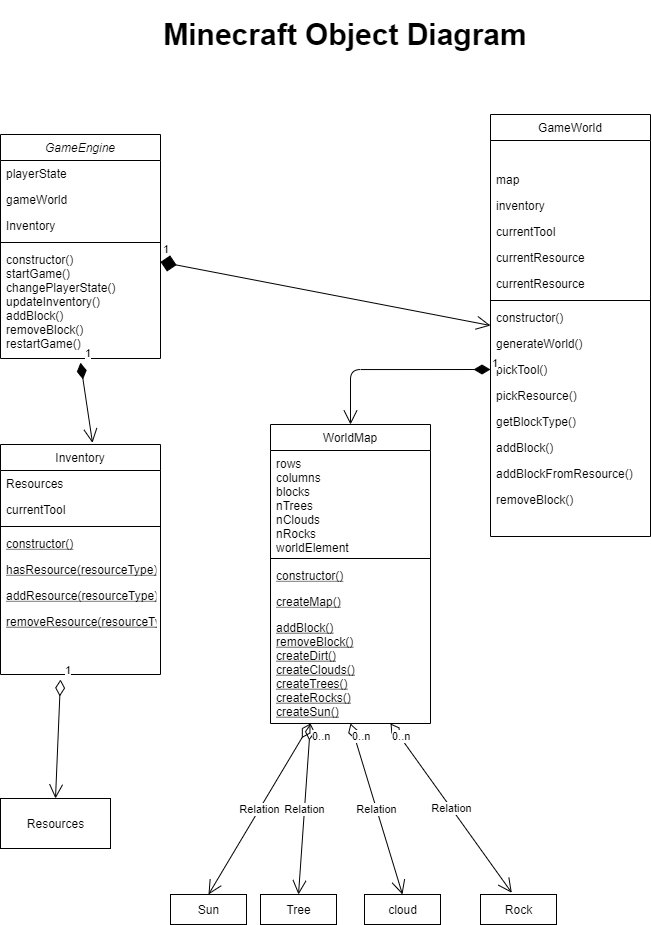 Minecraft Object Diagram
GameEngine
playerState
gameWorld
Inventory
constructor()
startGame()
changePlayerState()
updateInventory()
addBlock()
removeBlock()
restartGame()
1
1
GameWorld
map
inventory
currentTool
currentResource
currentResource
constructor()
generateWorld()
1
pickTool()
pickResource()
getBlockType()
addBlock()
addBlockFromResource()
removeBlock()
Inventory
Resources
currentTool
constructor()
hasResource(resourceType)
addResource(resourceType)
removeResource(resourceTy
1
WorldMap
rows
columns
blocks
nTrees
nClouds
nRocks
worldElement
constructor()
createMap()
addBlock()
removeBlock()
createDirt()
createClouds()
createTrees()
createRocks()
createSun()
0..n 0..n 0..n
Relation Relation Relation Relation
Resources
Sun Tree cloud Rock